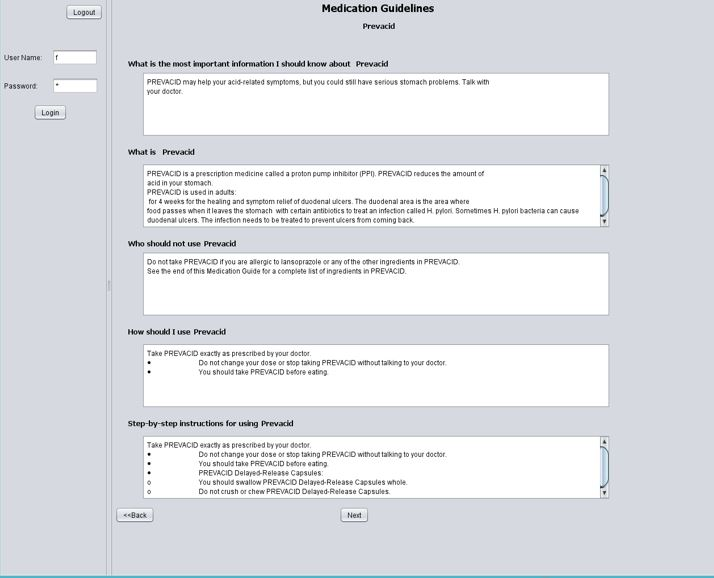 Logout
User Name: f
Password: *
Login
Medication Guidelines
Prevacid
What is the most important information I should know about Prevacid
PREVACID may help your acid-related symptoms, but you could still have serious stomach problems. Talk with
your doctor.
What is Prevacid
PREVACID is a prescription medicine called a proton pump inhibitor (PPI). PREVACID reduces the amount of
acid in your stomach.
PREVACID is used in adults:
for 4 weeks for the healing and symptom relief of duodenal ulcers. The duodenal area is the area where
food passes when it leaves the stomach with certain antibiotics to treat an infection called H. pylori. Sometimes H. pylori bacteria can cause
duodenal ulcers. The infection needs to be treated to prevent ulcers from coming back.
Who should not use Prevacid
Do not take PREVACID if you are allergic to lansoprazole or any of the other ingredients in PREVACID.
See the end of this Medication Guide for a complete list of ingredients in PREVACID.
How should I use Prevacid
Take PREVACID exactly as prescribed by your doctor.
• Do not change your dose or stop taking PREVACID without talking to your doctor.
• You should take PREVACID before eating.
Step-by-step instructions for using Prevacid
Take PREVACID exactly as prescribed by your doctor.
• Do not change your dose or stop taking PREVACID without talking to your doctor.
• You should take PREVACID before eating.
• PREVACID Delayed-Release Capsules:
o You should swallow PREVACID Delayed-Release Capsules whole.
o Do not crush or chew PREVACID Delayed-Release Capsules.
<<Back
Next